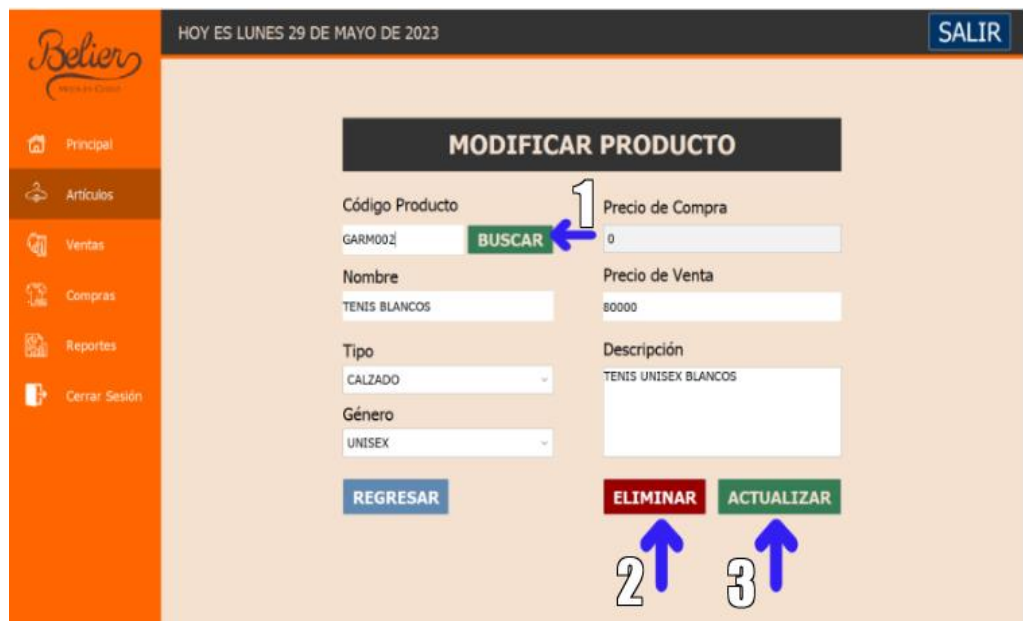 Belier
HOY ES LUNES 29 DE MAYO DE 2023
SALIR
Principal
Artículos
Ventas
Compras
Reportes
Cerrar Sesión
MODIFICAR PRODUCTO
1
Código Producto
GARM002
BUSCAR
Nombre
TENIS BLANCOS
Tipo
CALZADO
Género
UNISEX
Precio de Compra
0
Precio de Venta
80000
Descripción
TENIS UNISEX BLANCOS
REGRESAR
ELIMINAR
ACTUALIZAR
2
3